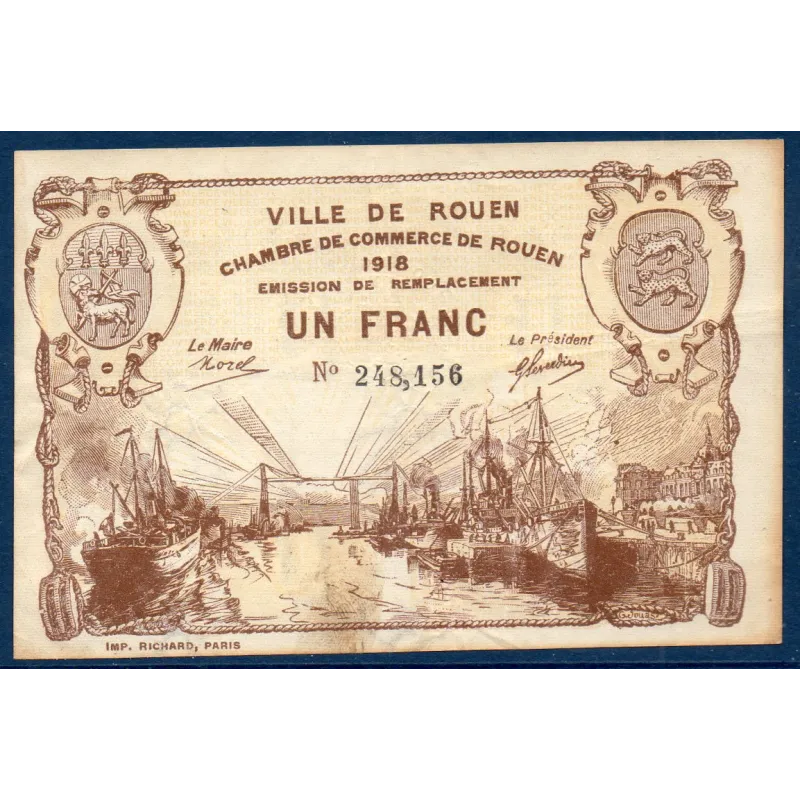 VILLE DE ROUEN
CHAMBRE DE COMMERCE DE ROUEN
1918
EMISSION DE REMPLACEMENT
UN FRANC
Le Maire
Le Président
Morel
No 248,156
IMP. RICHARD, PARIS